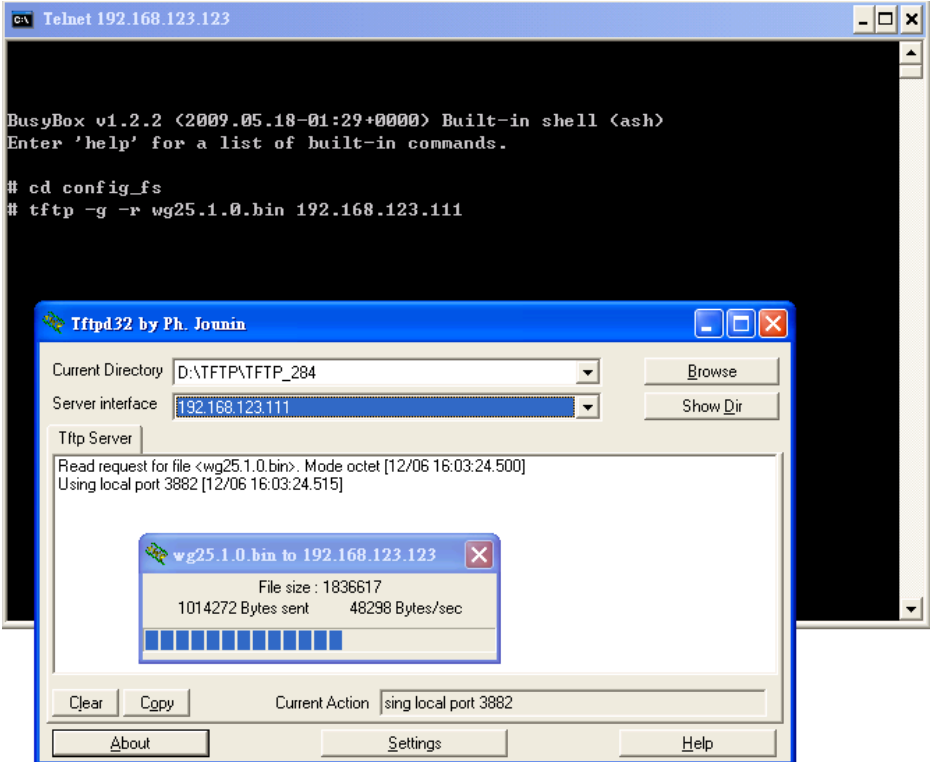 Telnet 192.168.123.123
BusyBox v1.2.2 (2009.05.18-01:29+0000) Built-in shell (ash)
Enter 'help' for a list of built-in commands.
# cd config_fs
# tftp -g -r wg25.1.0.bin 192.168.123.111
Tftpd32 by Ph. Jounin
Current Directory D:\TFTP\TFTP_284 Browse
Server interface 192.168.123.111 Show Dir
Tftp Server
Read request for file <wg25.1.0.bin>. Mode octet [12/06 16:03:24.500]
Using local port 3882 [12/06 16:03:24.515]
wg25.1.0.bin to 192.168.123.123
File size : 1836617
1014272 Bytes sent 48298 Bytes/sec
Clear Copy Current Action sing local port 3882
About Settings Help